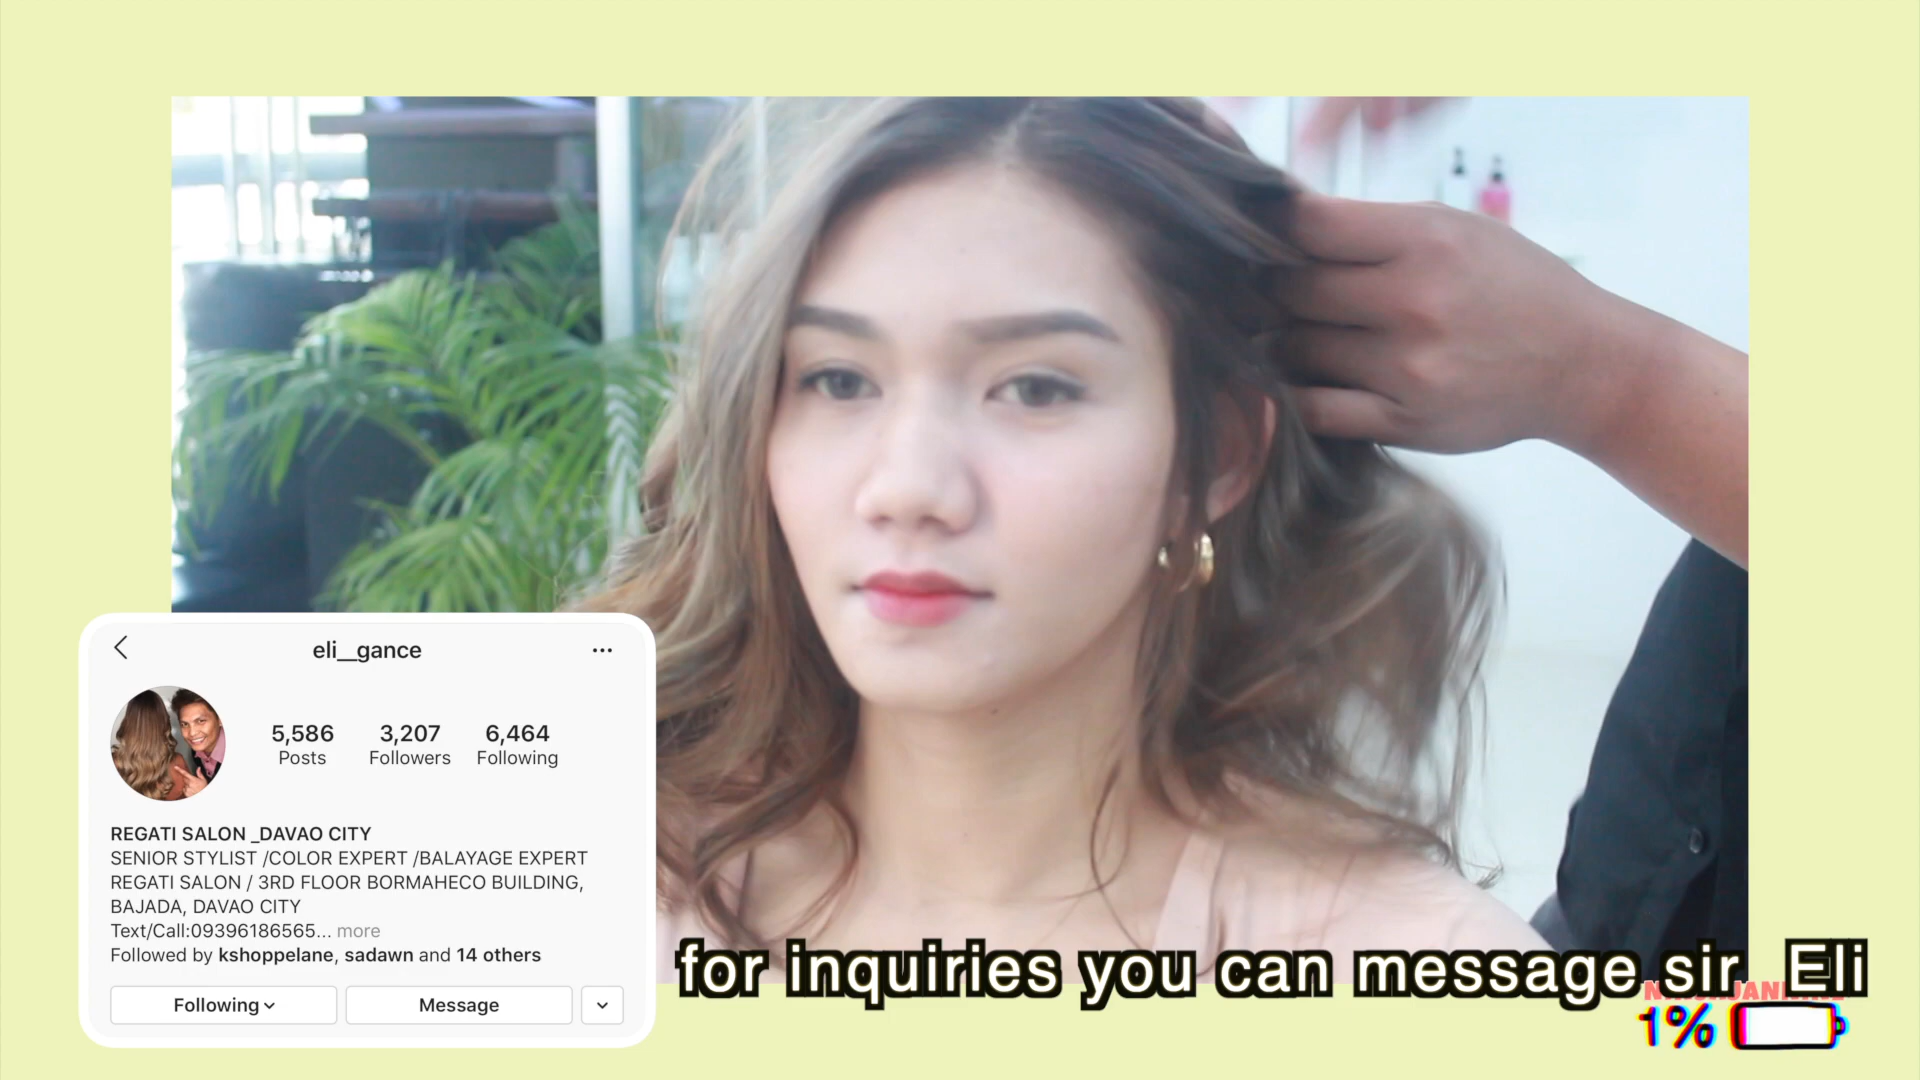 eli__gance
5,586 3,207 6,464
Posts Followers Following
REGATI SALON _DAVAO CITY
SENIOR STYLIST /COLOR EXPERT /BALAYAGE EXPERT
REGATI SALON / 3RD FLOOR BORMAHECO BUILDING,
BAJADA, DAVAO CITY
Text/Call:09396186565... more
Followed by kshoppelane, sadawn and 14 others
Following Message
for inquiries you can message sir Eli
1%